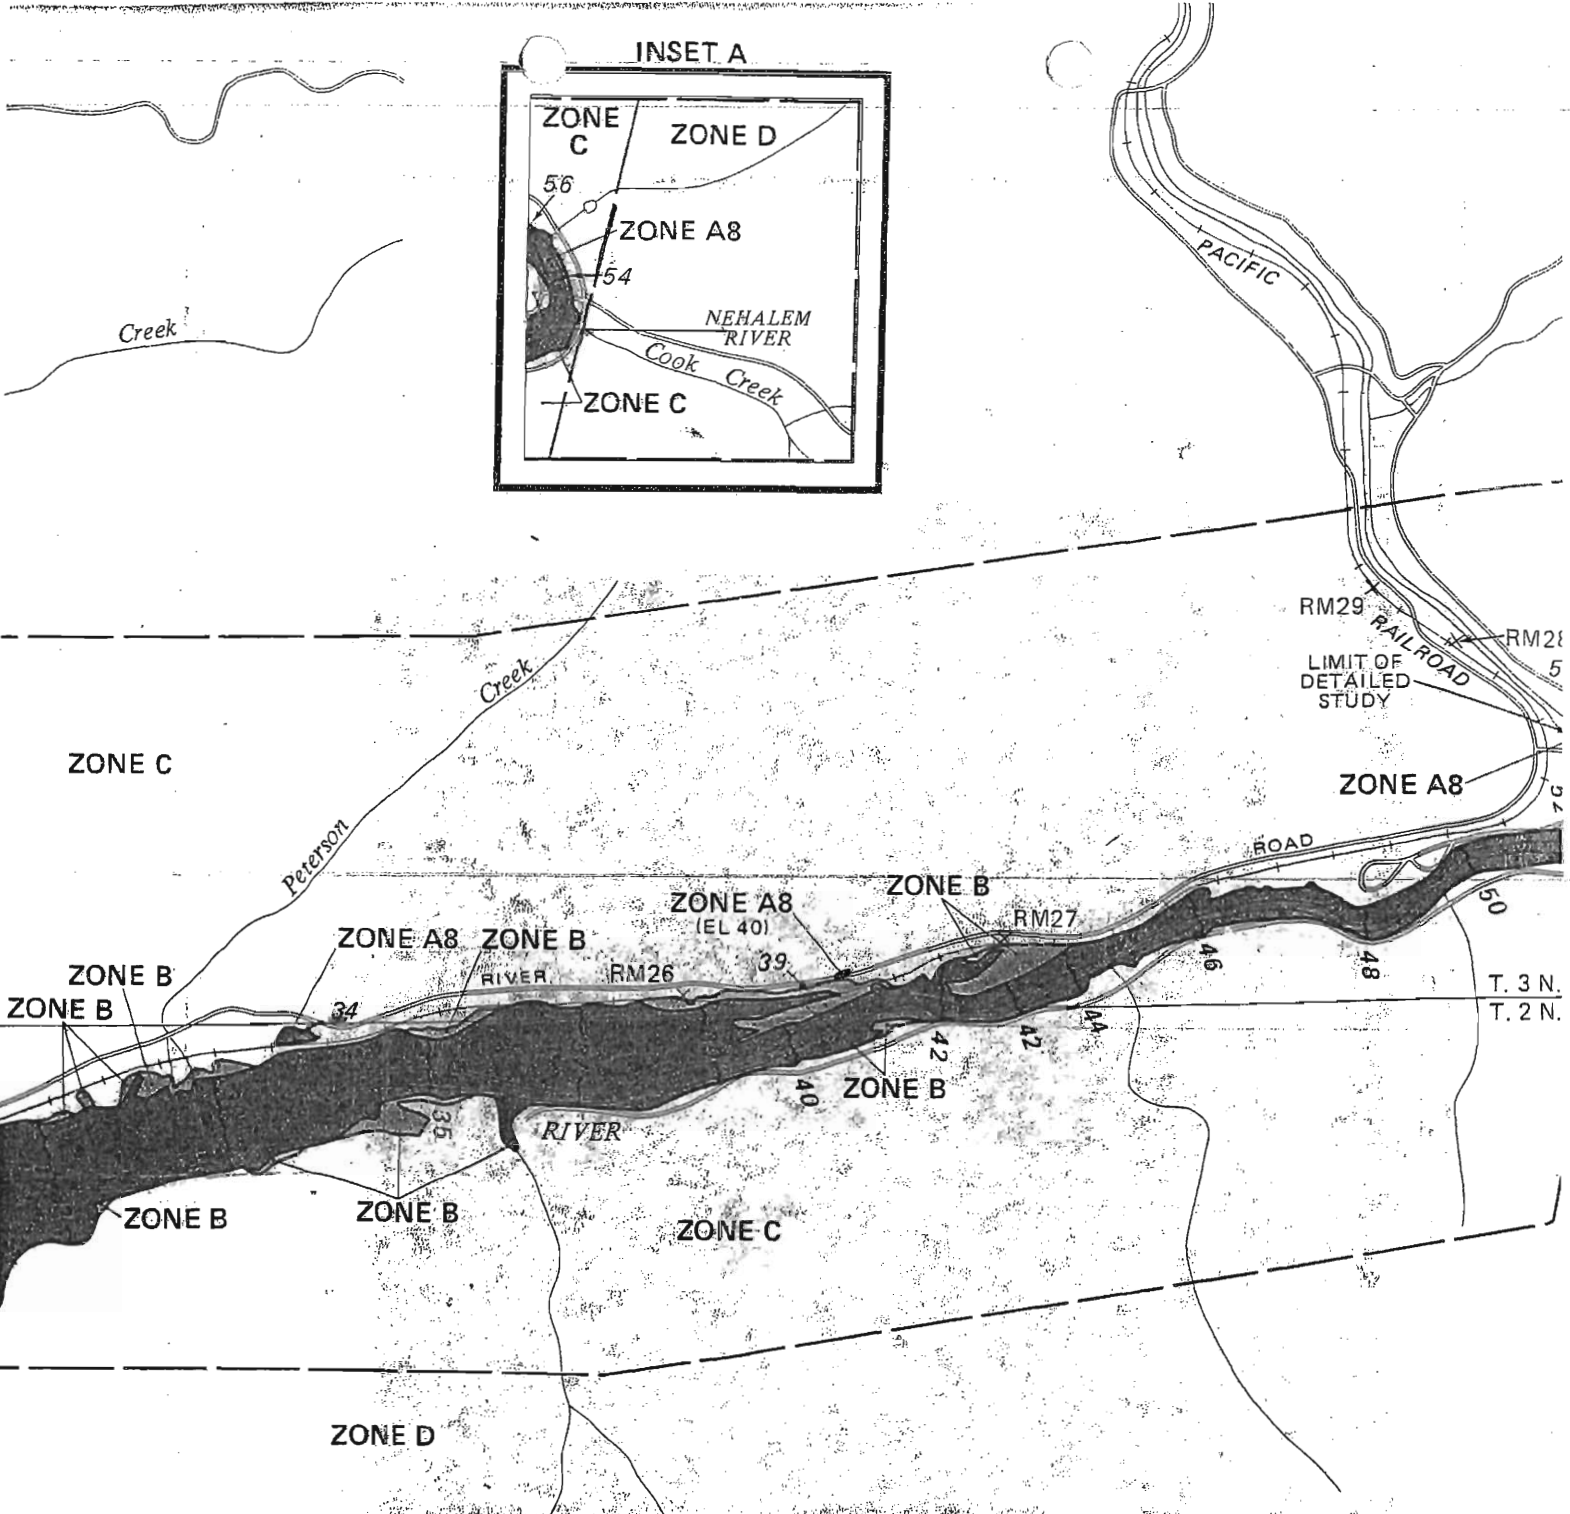 INSET A
ZONE
C
ZONE D
56
ZONE A8
54
NEHALEM
RIVER
Cook Creek
ZONE C
Creek
PACIFIC
RAILROAD
RM29
RM28
LIMIT OF
DETAILED
STUDY
ZONE A8
Peterson Creek
ZONE C
ROAD
50
ZONE B
ZONE A8
(EL 40)
RM27
ZONE A8
ZONE B
ZONE B
ZONE B
RIVER
RM26
39
34
46
48
T. 3 N.
T. 2 N.
44
42
42
40
ZONE B
35
RIVER
ZONE B
ZONE B
ZONE C
ZONE D